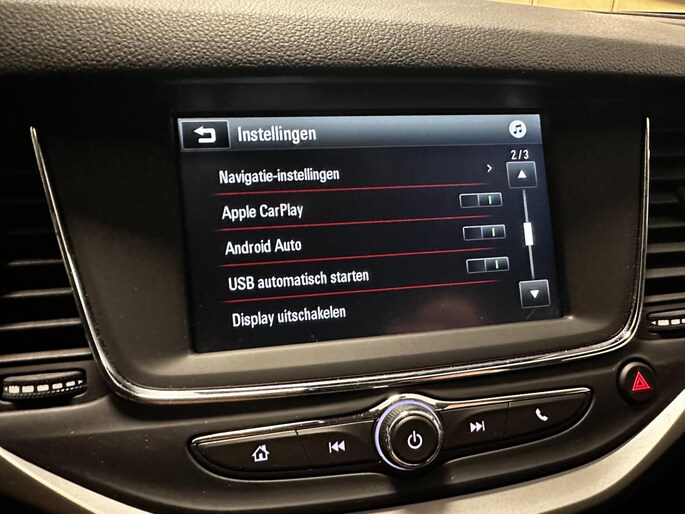 Instellingen
2/3
Navigatie-instellingen
Apple CarPlay
Android Auto
USB automatisch starten
Display uitschakelen